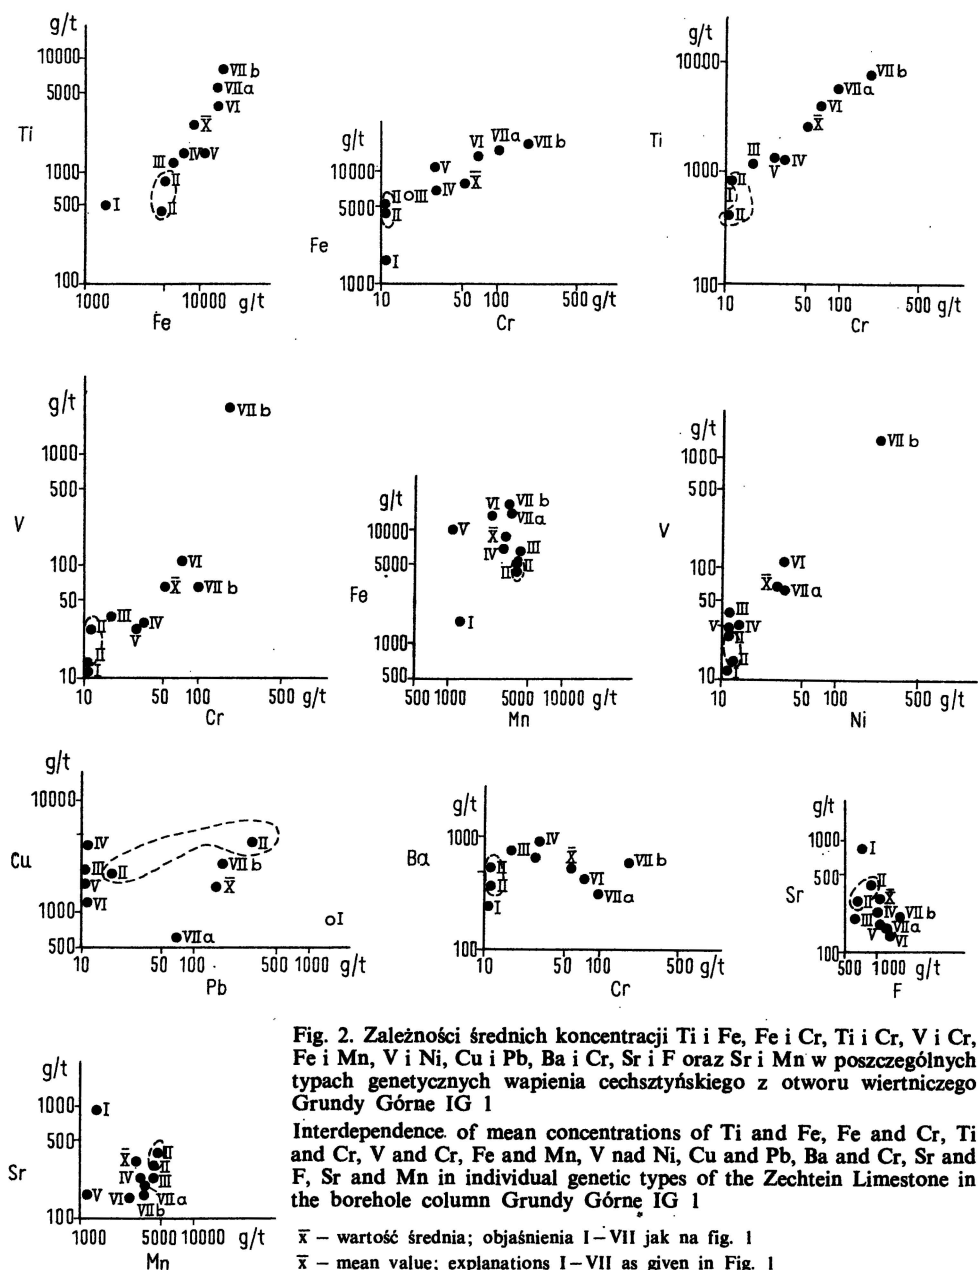 g/t
10000
5000
1000
500
100
Ti
VII b
VII a
VI
X̄
III
IV
V
II
I
II
1000
10000
g/t
Fe
g/t
10000
5000
1000
Fe
VI
VII a
VII b
V
X̄
IV
II
III
II
I
10
50
100
500 g/t
Cr
g/t
10000
1000
100
Ti
VII b
VII a
VI
X̄
III
V
IV
II
I
II
10
50
100
500 g/t
Cr
g/t
1000
500
100
50
10
V
VII b
VI
X̄
VII b
III
IV
V
II
II
I
10
50
100
500 g/t
Cr
g/t
10000
5000
1000
500
Fe
VI
VII b
VII a
V
X̄
IV
III
II
II
I
500
1000
5000
10000 g/t
Mn
g/t
1000
500
100
50
10
V
VII b
VI
X̄
VII a
III
V
IV
II
II
I
10
50
100
500 g/t
Ni
g/t
10000
1000
500
Cu
IV
III
II
V
VI
II
VII b
X̄
VII a
I
10
50
100
500
1000
g/t
Pb
g/t
1000
100
Ba
IV
III
X̄
VII b
II
II
VI
VII a
I
10
50
100
500 g/t
Cr
g/t
1000
500
100
Sr
I
II
II
X̄
III
IV
VII b
V
VII a
VI
500
1000
g/t
F
g/t
1000
500
100
Sr
I
X̄
II
II
IV
III
V
VI
VII a
VII b
1000
5000
10000
g/t
Mn
Fig. 2. Zależności średnich koncentracji Ti i Fe, Fe i Cr, Ti i Cr, V i Cr,
Fe i Mn, V i Ni, Cu i Pb, Ba i Cr, Sr i F oraz Sr i Mn w poszczególnych
typach genetycznych wapienia cechsztyńskiego z otworu wiertniczego
Grundy Górne IG 1
Interdependence of mean concentrations of Ti and Fe, Fe and Cr, Ti
and Cr, V and Cr, Fe and Mn, V nad Ni, Cu and Pb, Ba and Cr, Sr and
F, Sr and Mn in individual genetic types of the Zechtein Limestone in
the borehole column Grundy Górne IG 1
x̄ – wartość średnia; objaśnienia I–VII jak na fig. 1
x̄ – mean value; explanations I–VII as given in Fig. 1